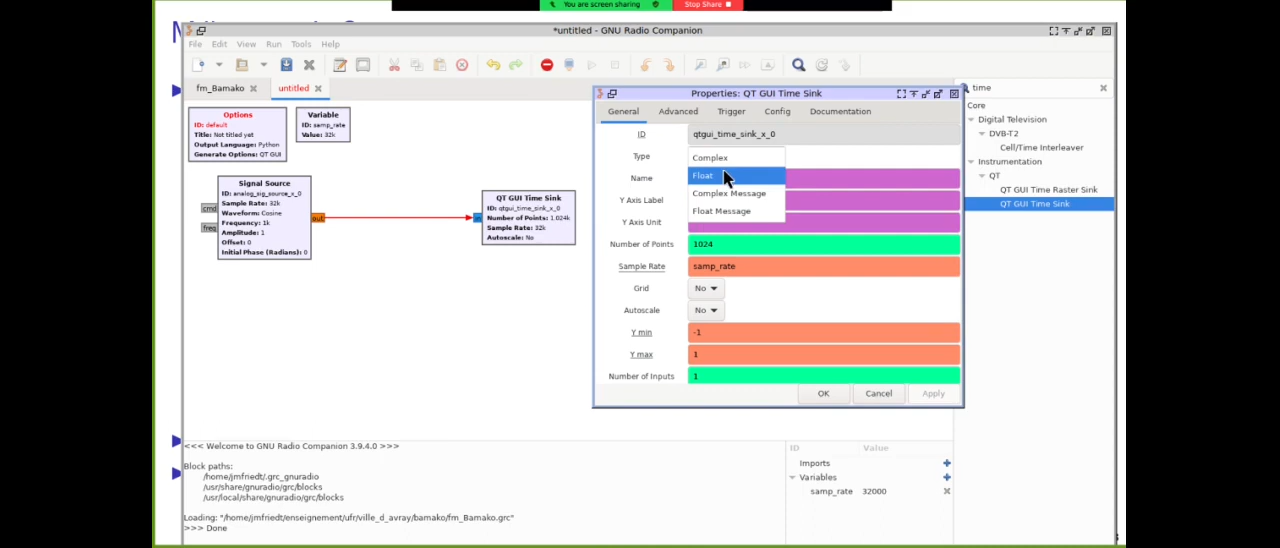 You are screen sharing
Stop Share
*untitled - GNU Radio Companion
File Edit View Run Tools Help
fm_Bamako
untitled
Options
ID: default
Title: Not titled yet
Output Language: Python
Generate Options: QT GUI
Variable
ID: samp_rate
Value: 32k
Signal Source
ID: analog_sig_source_x_0
Sample Rate: 32k
Waveform: Cosine
Frequency: 1k
Amplitude: 1
Offset: 0
Initial Phase (Radians): 0
cmd
freq
out
in
QT GUI Time Sink
ID: qtgui_time_sink_x_0
Number of Points: 1.024k
Sample Rate: 32k
Autoscale: No
Properties: QT GUI Time Sink
General Advanced Trigger Config Documentation
ID qtgui_time_sink_x_0
Type
Complex
Float
Complex Message
Float Message
Name
Y Axis Label
Y Axis Unit
Number of Points 1024
Sample Rate samp_rate
Grid No
Autoscale No
Y min -1
Y max 1
Number of Inputs 1
OK Cancel Apply
time
Core
Digital Television
DVB-T2
Cell/Time Interleaver
Instrumentation
QT
QT GUI Time Raster Sink
QT GUI Time Sink
<<< Welcome to GNU Radio Companion 3.9.4.0 >>>
Block paths:
/home/jmfriedt/.grc_gnuradio
/usr/share/gnuradio/grc/blocks
/usr/local/share/gnuradio/grc/blocks
Loading: "/home/jmfriedt/enseignement/ufr/ville_d_avray/bamako/fm_Bamako.grc"
>>> Done
ID Value
Imports
Variables
samp_rate 32000